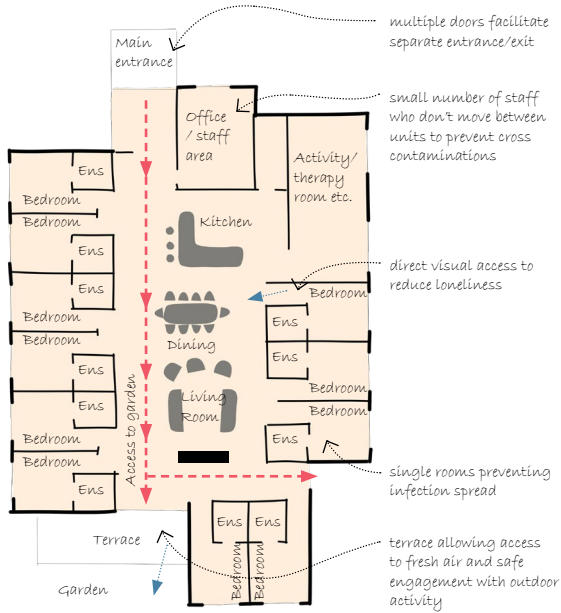 Main
entrance
multiple doors facilitate
separate entrance/exit
Office
/ staff
area
small number of staff
who don't move between
units to prevent cross
contaminations
Activity/
therapy
room etc.
Ens
Bedroom
Bedroom
Kitchen
Ens
Ens
direct visual access to
reduce loneliness
Bedroom
Ens
Ens
Bedroom
Bedroom
Dining
Ens
Ens
Living
Room
Bedroom
Bedroom
Access to garden
Bedroom
Bedroom
Ens
Ens
single rooms preventing
infection spread
Ens
Ens
Bedroom
Bedroom
Terrace
Garden
terrace allowing access
to fresh air and safe
engagement with outdoor
activity